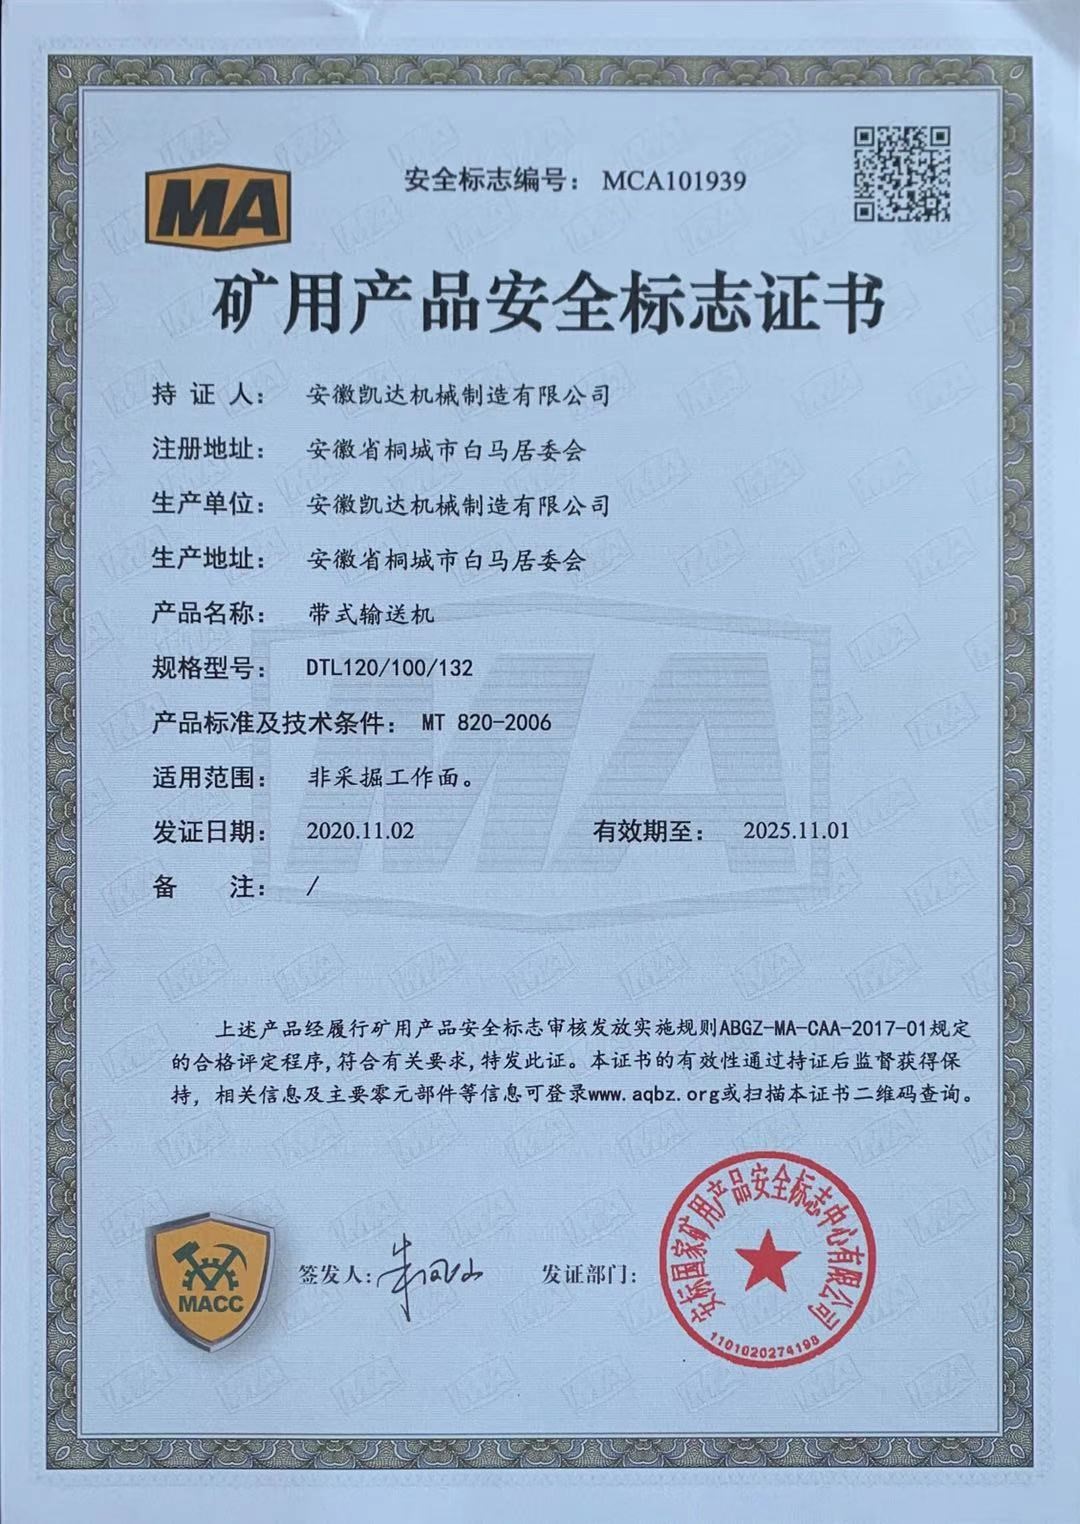 MA
安全标志编号： MCA101939
矿用产品安全标志证书
持 证 人： 安徽凯达机械制造有限公司
注册地址： 安徽省桐城市白马居委会
生产单位： 安徽凯达机械制造有限公司
生产地址： 安徽省桐城市白马居委会
产品名称： 带式输送机
规格型号： DTL120/100/132
产品标准及技术条件： MT 820-2006
适用范围： 非采掘工作面。
发证日期： 2020.11.02 有效期至： 2025.11.01
备 注： /
上述产品经履行矿用产品安全标志审核发放实施规则ABGZ-MA-CAA-2017-01规定
的合格评定程序,符合有关要求,特发此证。本证书的有效性通过持证后监督获得保
持，相关信息及主要零元部件等信息可登录www.aqbz.org或扫描本证书二维码查询。
MACC
签发人:
发证部门:
安标国家矿用产品安全标志中心有限公司
1101020274198